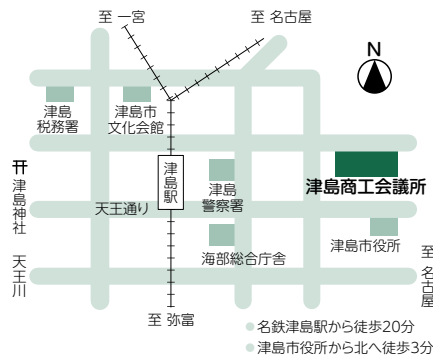 至 一宮
至 名古屋
N
津島
税務署
津島市
文化会館
津島駅
津島
警察署
津島商工会議所
津島神社
天王通り
津島市役所
海部総合庁舎
天王川
至 名古屋
至 弥富
名鉄津島駅から徒歩20分
津島市役所から北へ徒歩3分